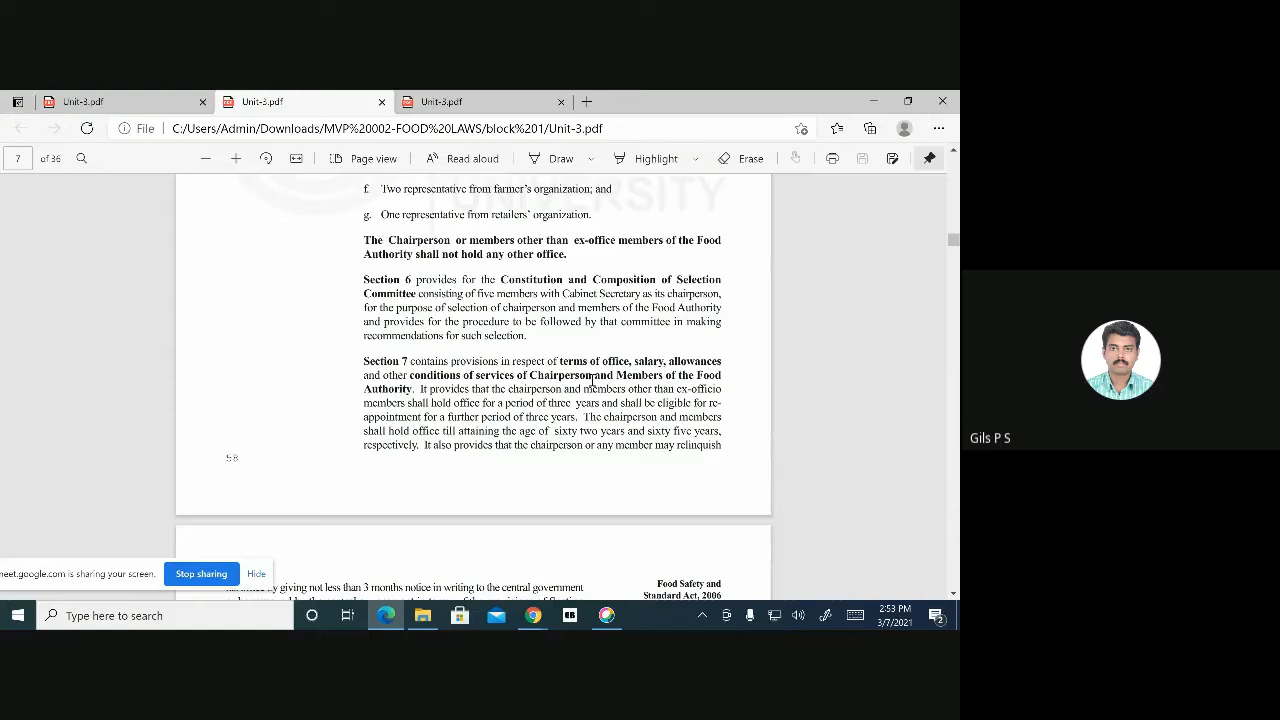 Unit-3.pdf
Unit-3.pdf
Unit-3.pdf
File
C:/Users/Admin/Downloads/MVP%20002-FOOD%20LAWS/block%201/Unit-3.pdf
7 of 36
Page view
Read aloud
Draw
Highlight
Erase
UNIVERSITY
f. Two representative from farmer's organization; and
g. One representative from retailers' organization.
The Chairperson or members other than ex-office members of the Food
Authority shall not hold any other office.
Section 6 provides for the Constitution and Composition of Selection
Committee consisting of five members with Cabinet Secretary as its chairperson,
for the purpose of selection of chairperson and members of the Food Authority
and provides for the procedure to be followed by that committee in making
recommendations for such selection.
Section 7 contains provisions in respect of terms of office, salary, allowances
and other conditions of services of Chairperson and Members of the Food
Authority. It provides that the chairperson and members other than ex-officio
members shall hold office for a period of three years and shall be eligible for re-
appointment for a further period of three years. The chairperson and members
shall hold office till attaining the age of sixty two years and sixty five years,
respectively. It also provides that the chairperson or any member may relinquish
58
Gils P S
meet.google.com is sharing your screen.
Stop sharing
Hide
by giving not less than 3 months notice in writing to the central government
Food Safety and
Standard Act, 2006
Type here to search
2:53 PM
3/7/2021
2